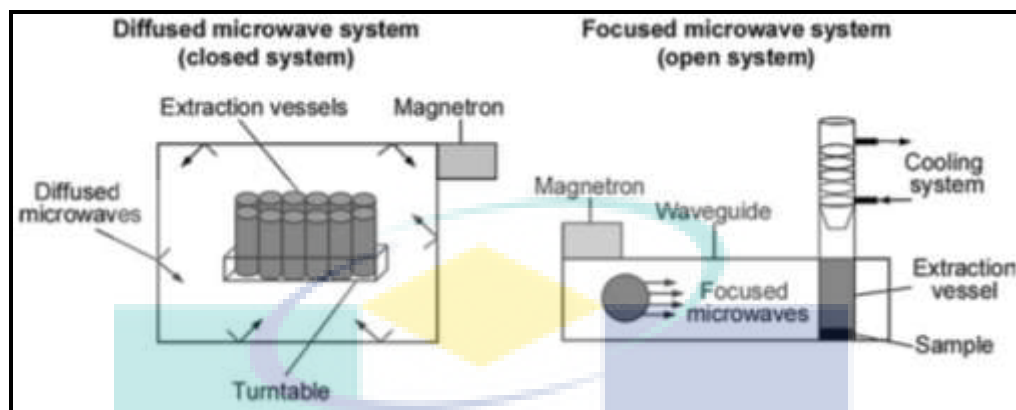 Diffused microwave system
(closed system)
Extraction vessels
Magnetron
Diffused
microwaves
Turntable
Focused microwave system
(open system)
Magnetron
Waveguide
Cooling
system
Focused
microwaves
Extraction
vessel
Sample